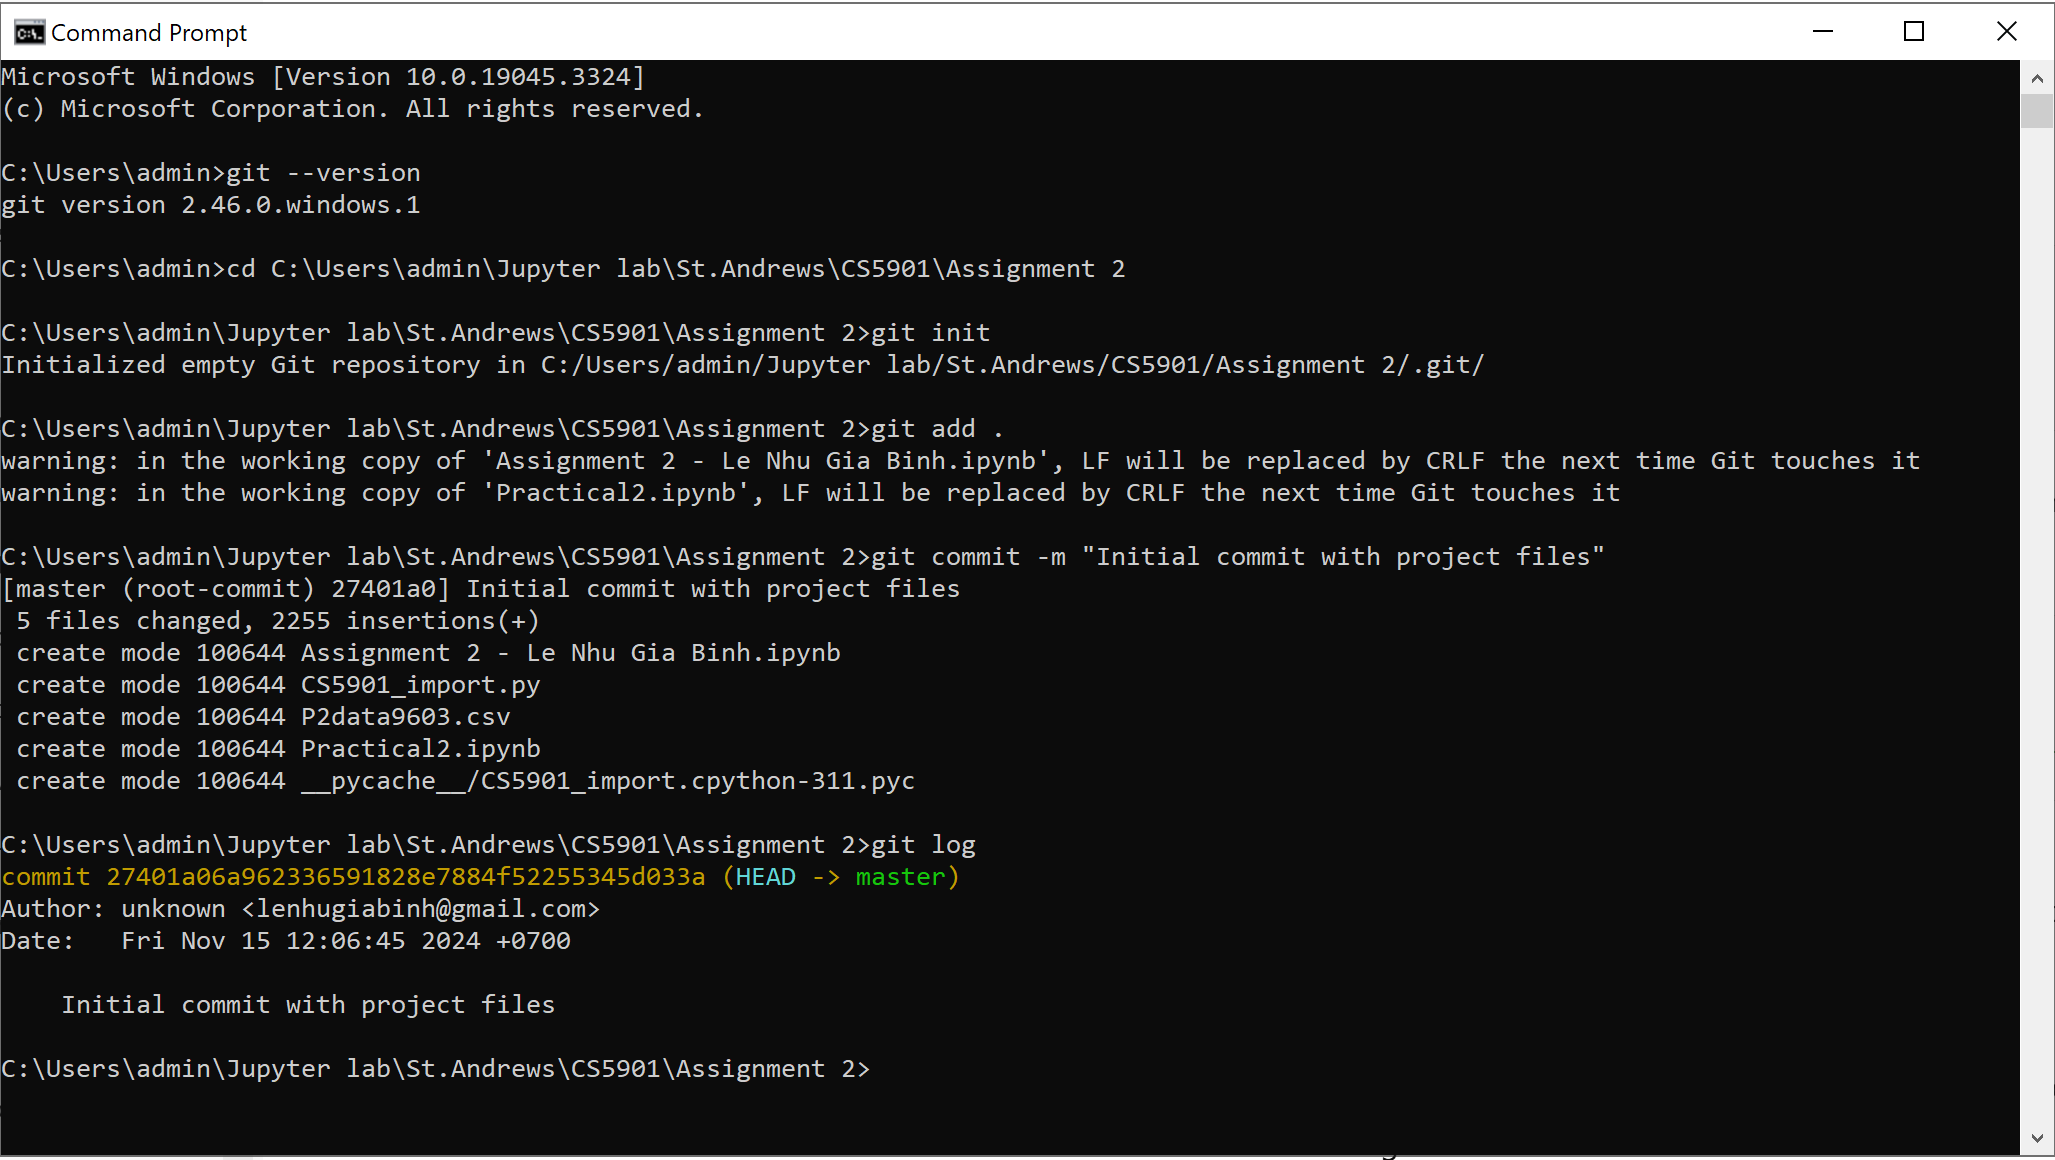 Command Prompt
Microsoft Windows [Version 10.0.19045.3324]
(c) Microsoft Corporation. All rights reserved.
C:\Users\admin>git --version
git version 2.46.0.windows.1
C:\Users\admin>cd C:\Users\admin\Jupyter lab\St.Andrews\CS5901\Assignment 2
C:\Users\admin\Jupyter lab\St.Andrews\CS5901\Assignment 2>git init
Initialized empty Git repository in C:/Users/admin/Jupyter lab/St.Andrews/CS5901/Assignment 2/.git/
C:\Users\admin\Jupyter lab\St.Andrews\CS5901\Assignment 2>git add .
warning: in the working copy of 'Assignment 2 - Le Nhu Gia Binh.ipynb', LF will be replaced by CRLF the next time Git touches it
warning: in the working copy of 'Practical2.ipynb', LF will be replaced by CRLF the next time Git touches it
C:\Users\admin\Jupyter lab\St.Andrews\CS5901\Assignment 2>git commit -m "Initial commit with project files"
[master (root-commit) 27401a0] Initial commit with project files
5 files changed, 2255 insertions(+)
create mode 100644 Assignment 2 - Le Nhu Gia Binh.ipynb
create mode 100644 CS5901_import.py
create mode 100644 P2data9603.csv
create mode 100644 Practical2.ipynb
create mode 100644 __pycache__/CS5901_import.cpython-311.pyc
C:\Users\admin\Jupyter lab\St.Andrews\CS5901\Assignment 2>git log
commit 27401a06a962336591828e7884f52255345d033a (HEAD -> master)
Author: unknown <lenhugiabinh@gmail.com>
Date:   Fri Nov 15 12:06:45 2024 +0700
Initial commit with project files
C:\Users\admin\Jupyter lab\St.Andrews\CS5901\Assignment 2>